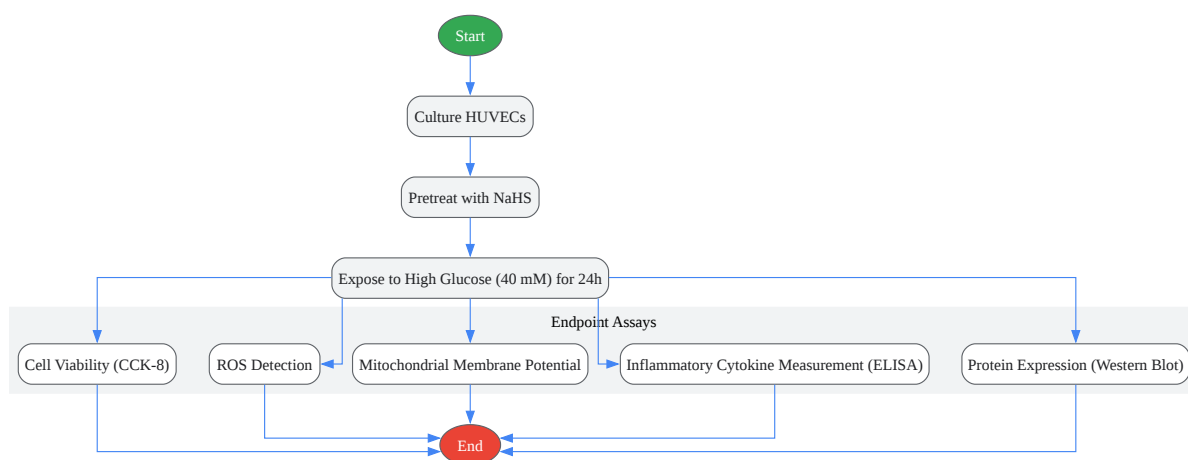 Start
Culture HUVECs
Pretreat with NaHS
Expose to High Glucose (40 mM) for 24h
Endpoint Assays
Cell Viability (CCK-8)
ROS Detection
Mitochondrial Membrane Potential
Inflammatory Cytokine Measurement (ELISA)
Protein Expression (Western Blot)
End